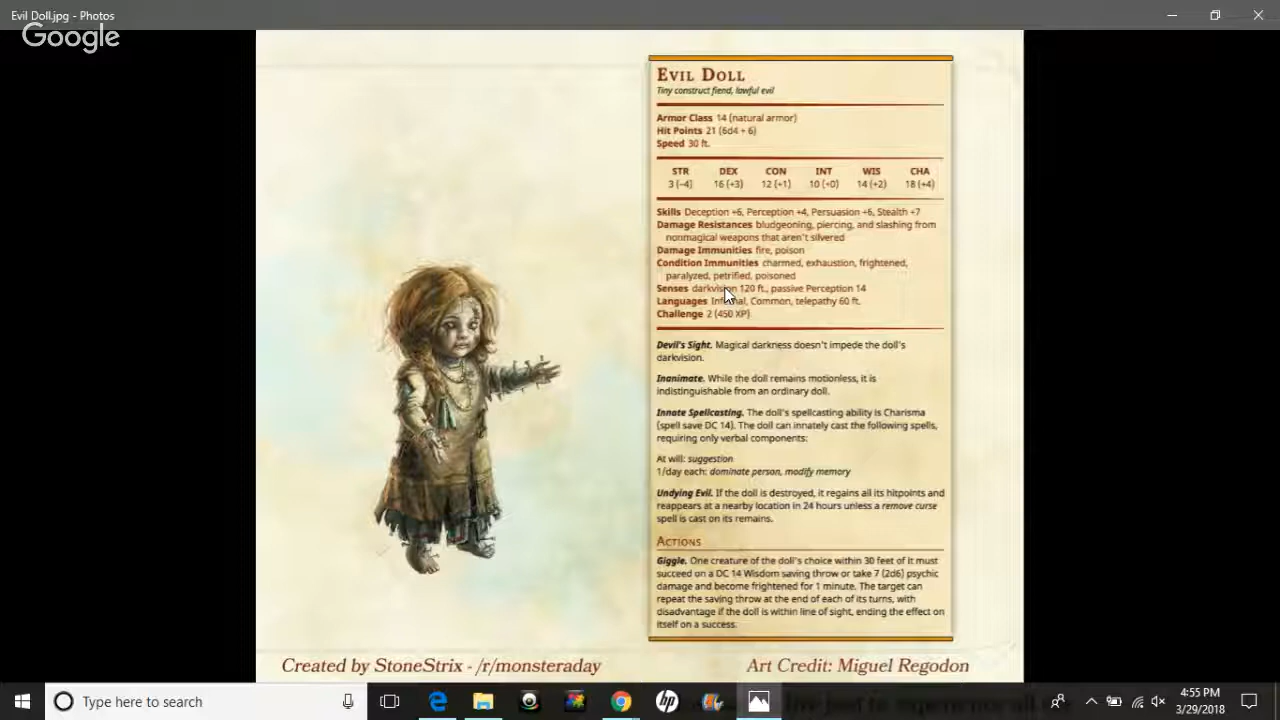 Evil Doll.jpg - Photos
Google
EVIL DOLL
Tiny construct fiend, lawful evil
Armor Class 14 (natural armor)
Hit Points 21 (6d4 + 6)
Speed 30 ft.
STR DEX CON INT WIS CHA
3 (-4) 16 (+3) 12 (+1) 10 (+0) 14 (+2) 18 (+4)
Skills Deception +6, Perception +4, Persuasion +6, Stealth +7
Damage Resistances bludgeoning, piercing, and slashing from
nonmagical weapons that aren't silvered
Damage Immunities fire, poison
Condition Immunities charmed, exhaustion, frightened,
paralyzed, petrified, poisoned
Senses darkvision 120 ft., passive Perception 14
Languages Infernal, Common, telepathy 60 ft.
Challenge 2 (450 XP)
Devil's Sight. Magical darkness doesn't impede the doll's
darkvision.
Inanimate. While the doll remains motionless, it is
indistinguishable from an ordinary doll.
Innate Spellcasting. The doll's spellcasting ability is Charisma
(spell save DC 14). The doll can innately cast the following spells,
requiring only verbal components:
At will: suggestion
1/day each: dominate person, modify memory
Undying Evil. If the doll is destroyed, it regains all its hitpoints and
reappears at a nearby location in 24 hours unless a remove curse
spell is cast on its remains.
ACTIONS
Giggle. One creature of the doll's choice within 30 feet of it must
succeed on a DC 14 Wisdom saving throw or take 7 (2d6) psychic
damage and become frightened for 1 minute. The target can
repeat the saving throw at the end of each of its turns, with
disadvantage if the doll is within line of sight, ending the effect on
itself on a success.
Created by StoneStrix - /r/monsteraday
Art Credit: Miguel Regodon
Type here to search
hp
4:55 PM
3/29/2018